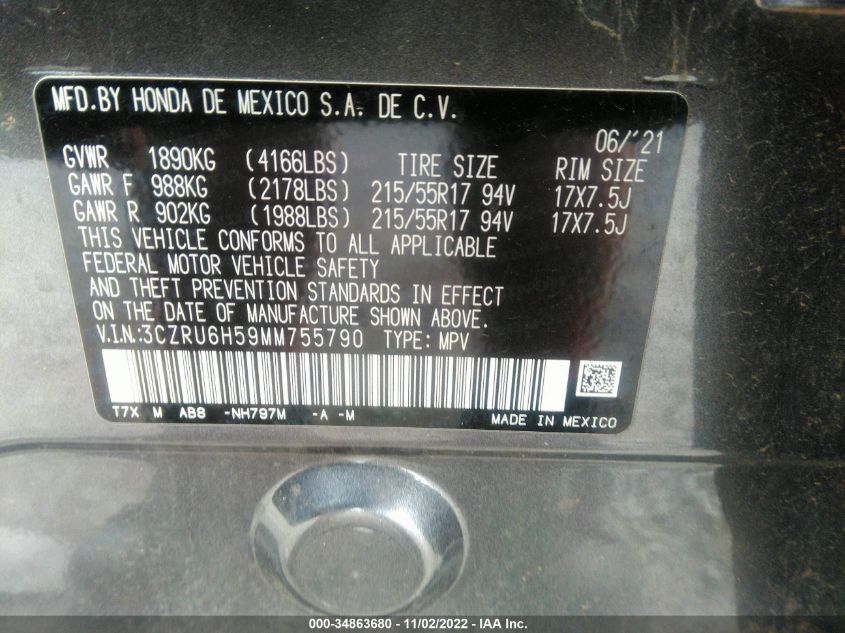 MFD.BY HONDA DE MEXICO S.A. DE C.V.
06/'21
GVWR 1890KG (4166LBS) TIRE SIZE RIM SIZE
GAWR F 988KG (2178LBS) 215/55R17 94V 17X7.5J
GAWR R 902KG (1988LBS) 215/55R17 94V 17X7.5J
THIS VEHICLE CONFORMS TO ALL APPLICABLE
FEDERAL MOTOR VEHICLE SAFETY
AND THEFT PREVENTION STANDARDS IN EFFECT
ON THE DATE OF MANUFACTURE SHOWN ABOVE.
V.I.N:3CZRU6H59MM755790 TYPE: MPV
T7X M AB8 -NH797M -A -M MADE IN MEXICO
000-34863680 - 11/02/2022 - IAA Inc.